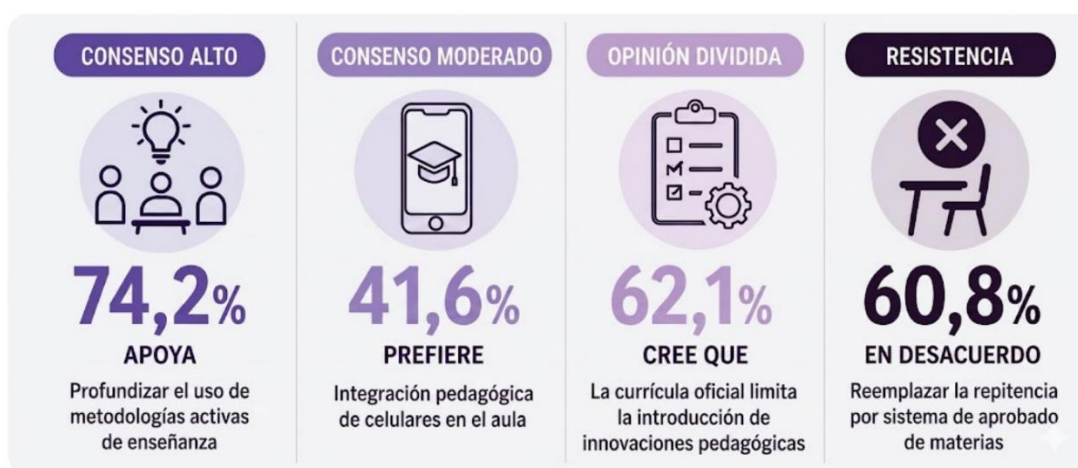 CONSENSO ALTO
74,2%
APOYA
Profundizar el uso de
metodologías activas
de enseñanza
CONSENSO MODERADO
41,6%
PREFIERE
Integración pedagógica
de celulares en el aula
OPINIÓN DIVIDIDA
62,1%
CREE QUE
La currícula oficial limita
la introducción de
innovaciones pedagógicas
RESISTENCIA
60,8%
EN DESACUERDO
Reemplazar la repitencia
por sistema de aprobado
de materias